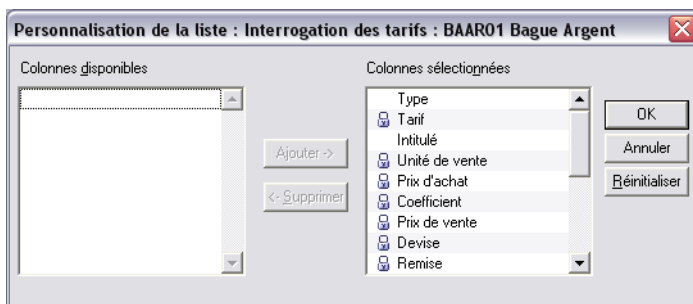 Personnalisation de la liste : Interrogation des tarifs : BAAR01 Bague Argent
Colonnes disponibles
Colonnes sélectionnées
Type
Tarif
Intitulé
Unité de vente
Prix d'achat
Coefficient
Prix de vente
Devise
Remise
Ajouter ->
<- Supprimer
OK
Annuler
Réinitialiser